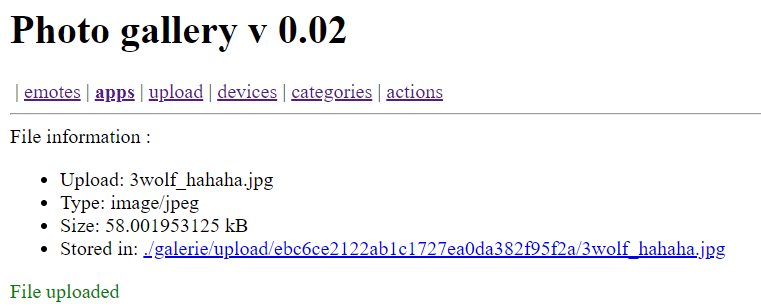 Photo gallery v 0.02
| emotes | apps | upload | devices | categories | actions
File information :
• Upload: 3wolf_hahaha.jpg
• Type: image/jpeg
• Size: 58.001953125 kB
• Stored in: ./galerie/upload/ebc6ce2122ab1c1727ea0da382f95f2a/3wolf_hahaha.jpg
File uploaded